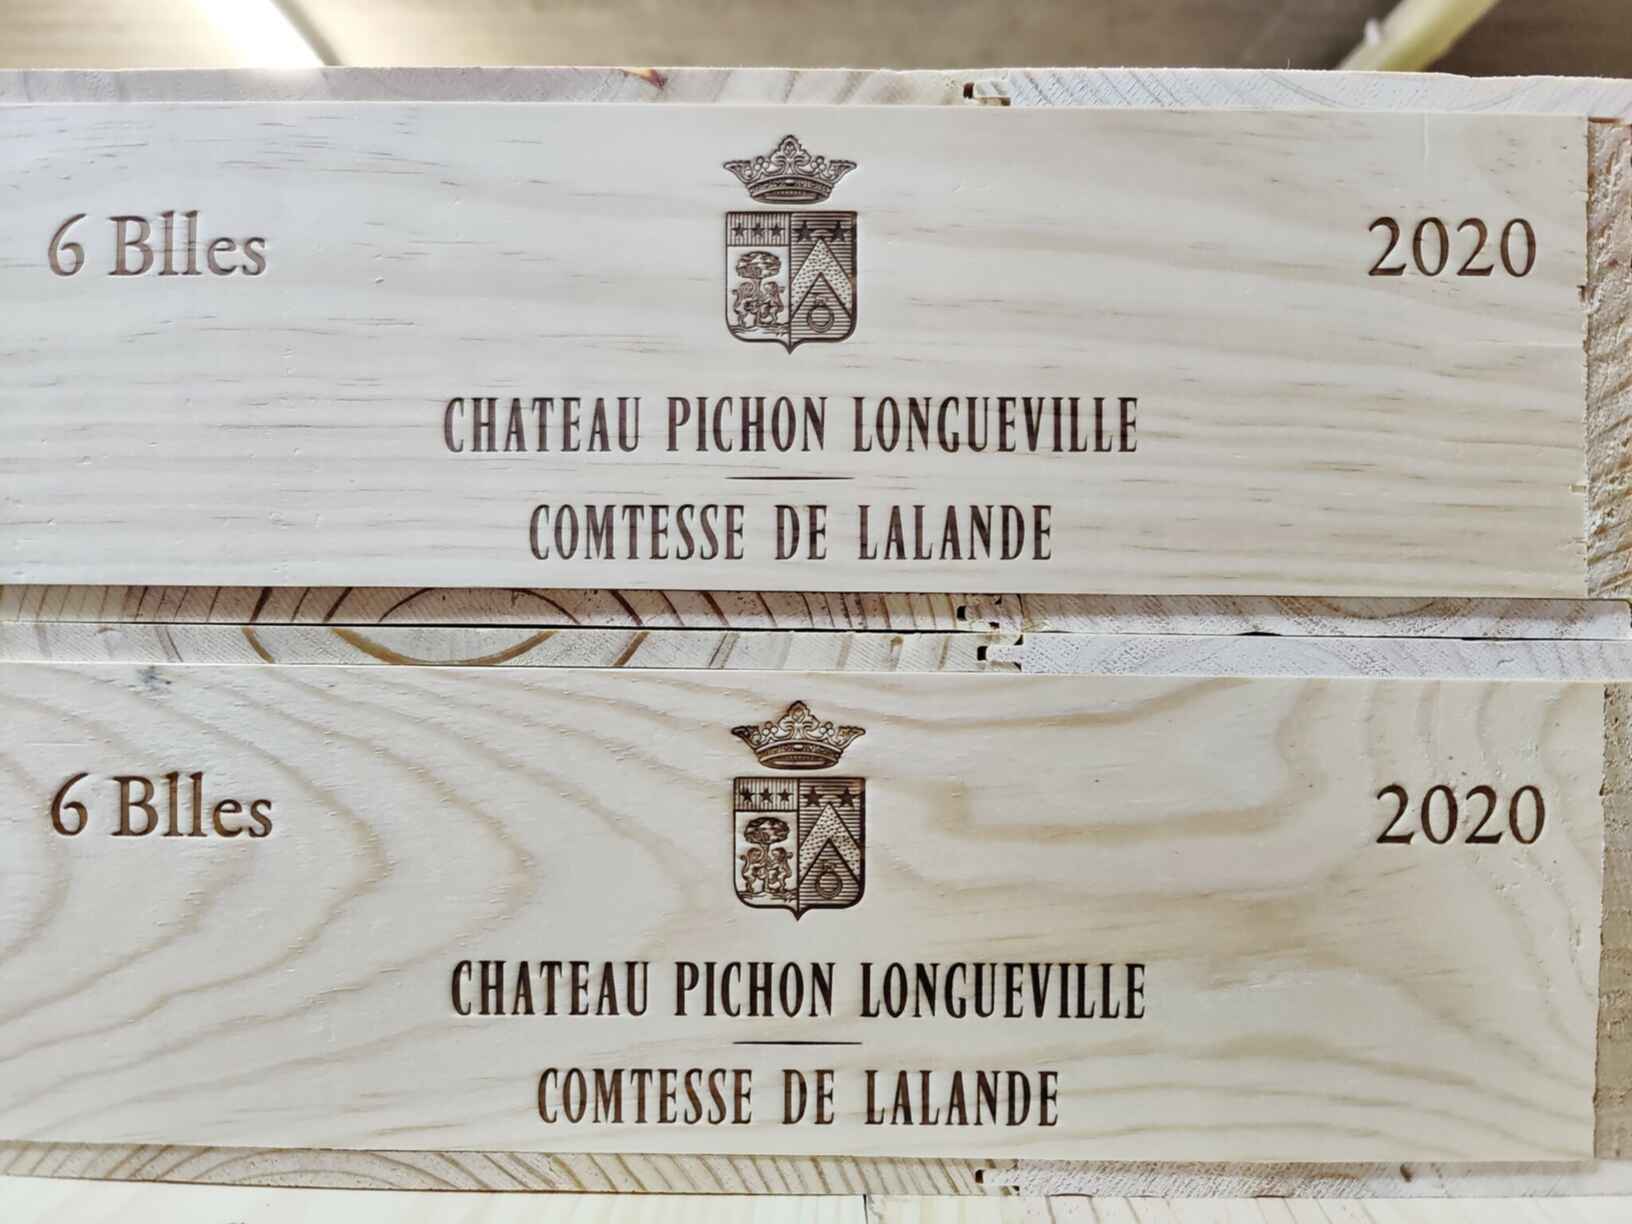 6 Blles
2020
CHATEAU PICHON LONGUEVILLE
COMTESSE DE LALANDE
6 Blles
2020
CHATEAU PICHON LONGUEVILLE
COMTESSE DE LALANDE